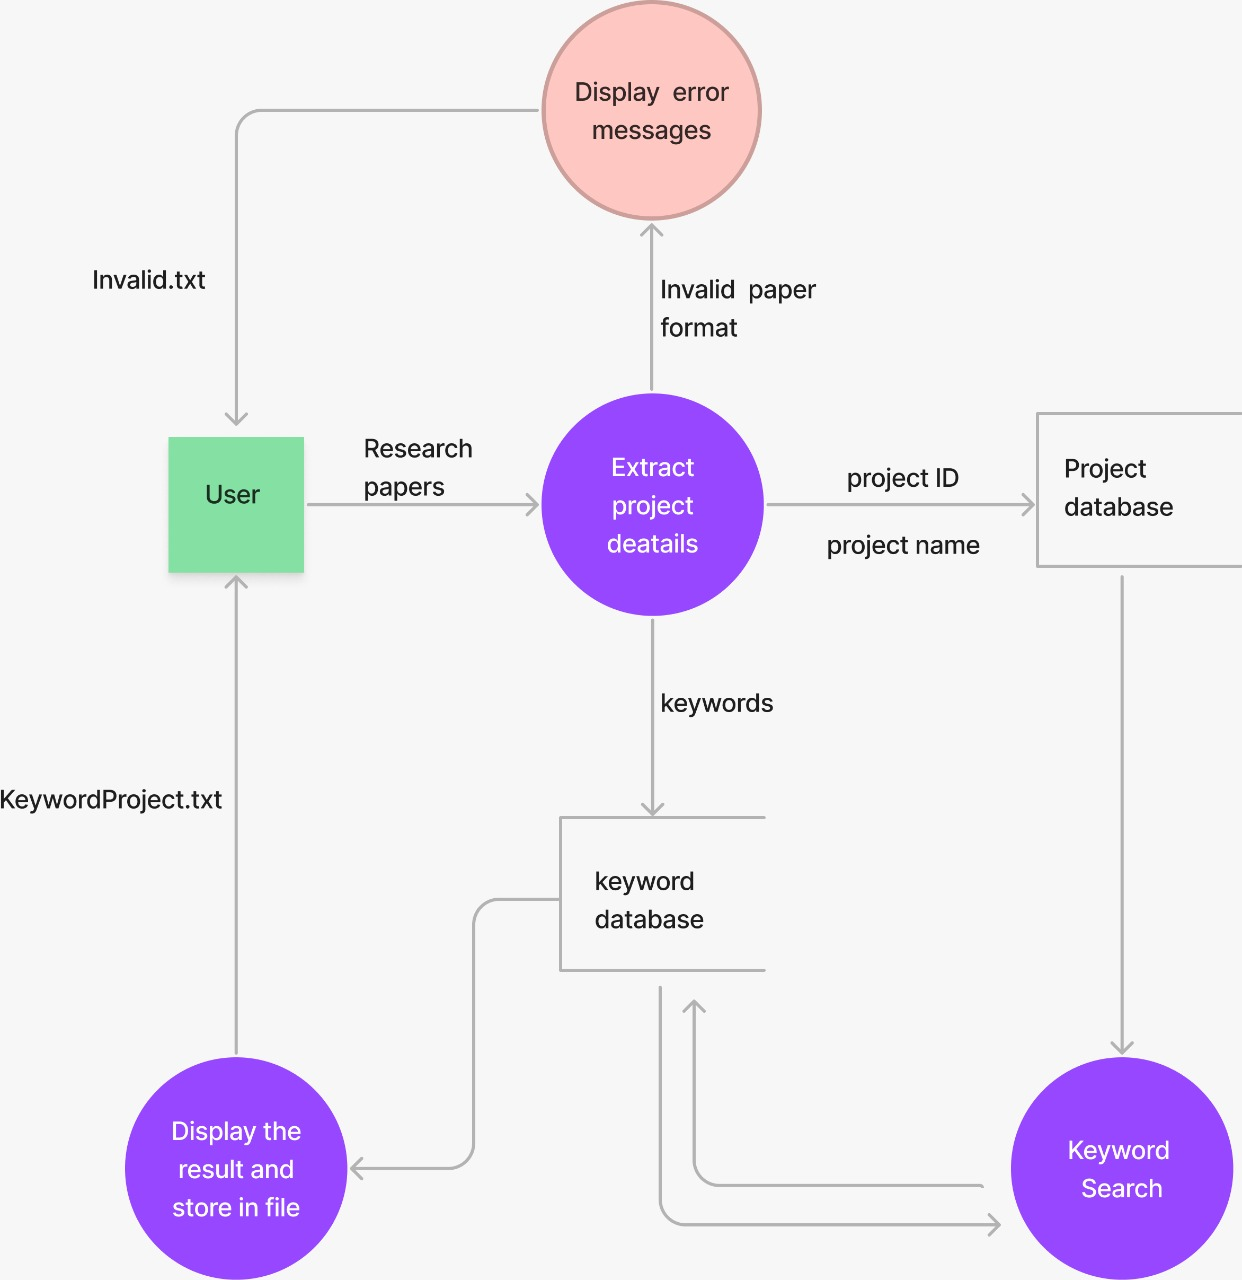 Display error
messages
Invalid.txt
Invalid paper
format
Research
papers
User
Extract
project
deatails
project ID
project name
Project
database
keywords
KeywordProject.txt
keyword
database
Display the
result and
store in file
Keyword
Search